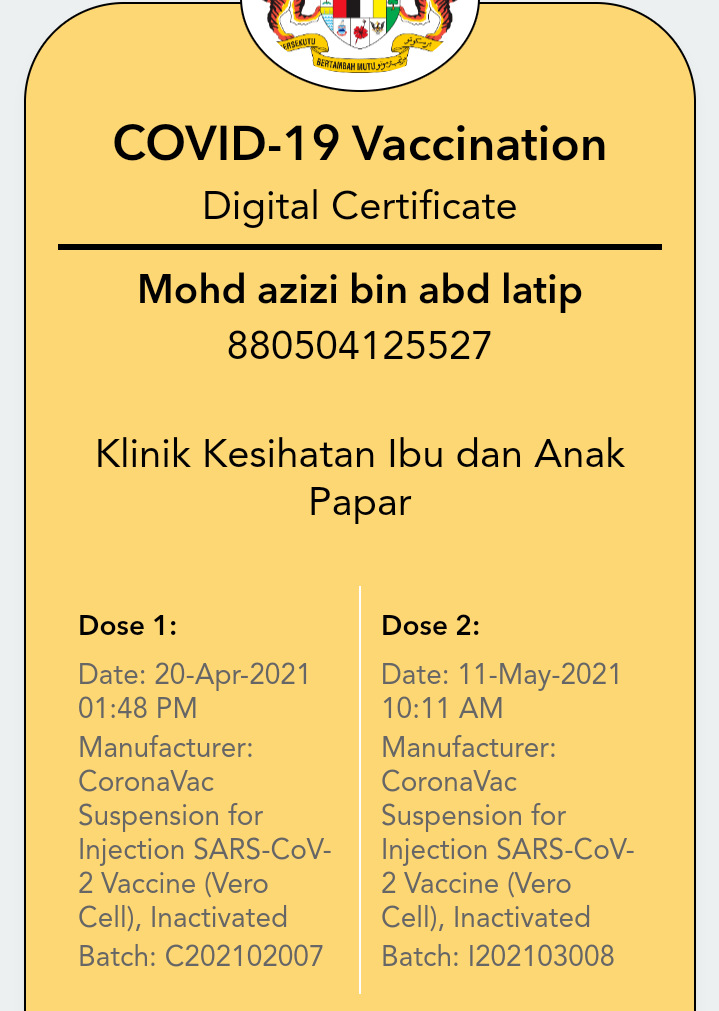 BERSEKUTU
BERTAMBAH MUTU
COVID-19 Vaccination
Digital Certificate
Mohd azizi bin abd latip
880504125527
Klinik Kesihatan Ibu dan Anak
Papar
Dose 1:
Date: 20-Apr-2021
01:48 PM
Manufacturer:
CoronaVac
Suspension for
Injection SARS-CoV-
2 Vaccine (Vero
Cell), Inactivated
Batch: C202102007
Dose 2:
Date: 11-May-2021
10:11 AM
Manufacturer:
CoronaVac
Suspension for
Injection SARS-CoV-
2 Vaccine (Vero
Cell), Inactivated
Batch: I202103008